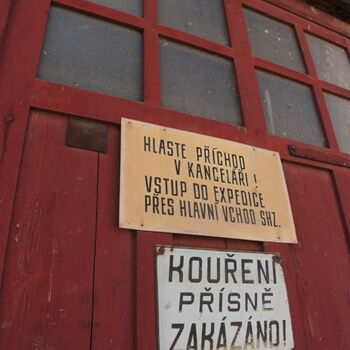 HLASTE PŘÍCHOD
V KANCELÁŘI !
VSTUP DO EXPEDICE
PŘES HLAVNÍ VCHOD SHZ.
KOUŘENÍ
PŘÍSNĚ
ZAKÁZÁNO!